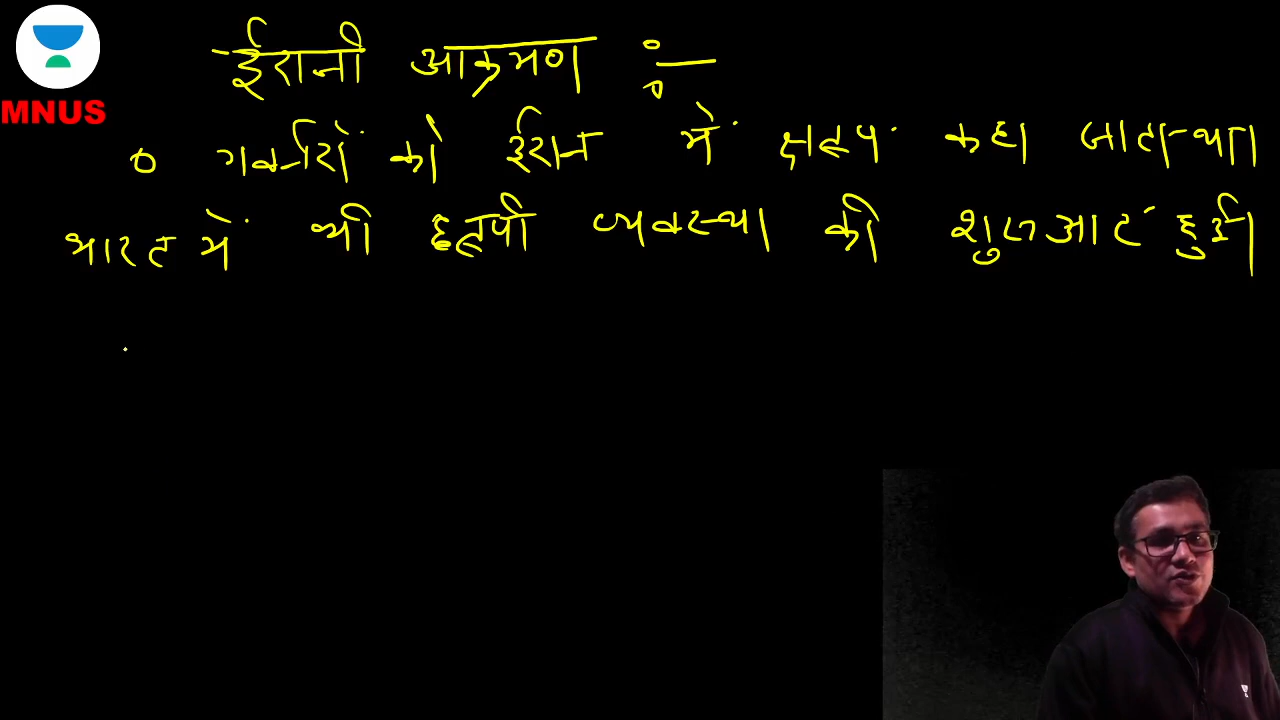 MNUS
ईरानी आक्रमण :-
० गवर्नरों को ईरान में क्षत्रप कहा जाता था।
भारत में भी क्षत्रपी व्यवस्था की शुरुआत हुई।